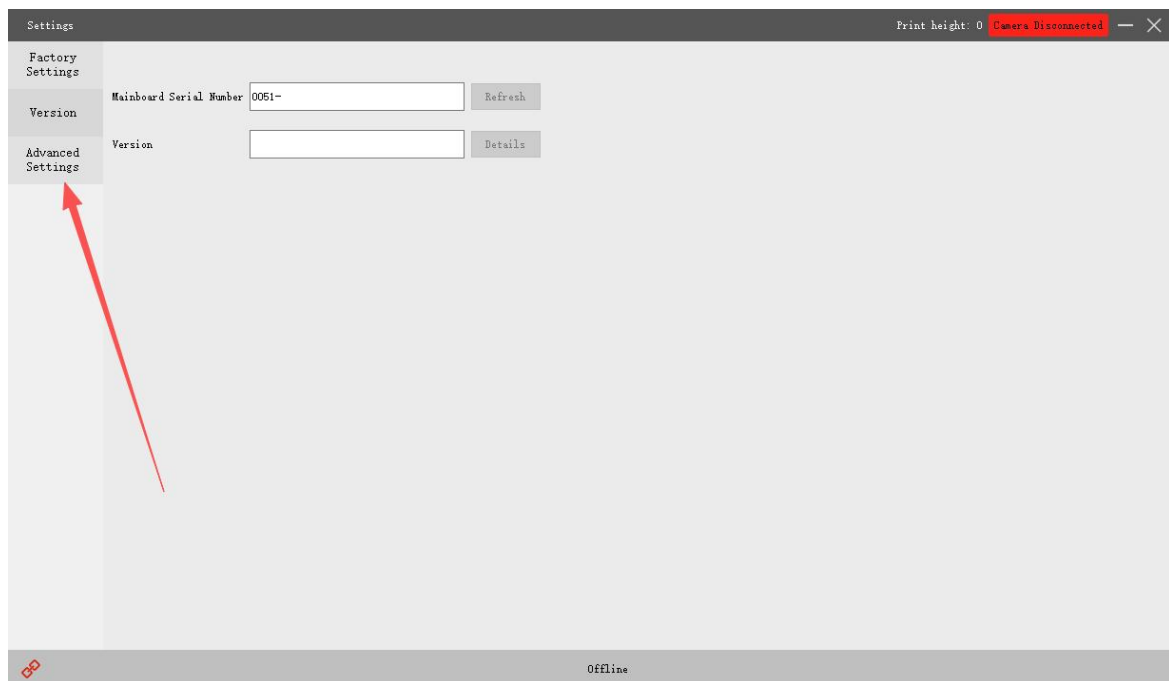 Settings
Print height: 0 Camera Disconnected
Factory
Settings
Version
Advanced
Settings
Mainboard Serial Number 0051- Refresh
Version Details
Offline